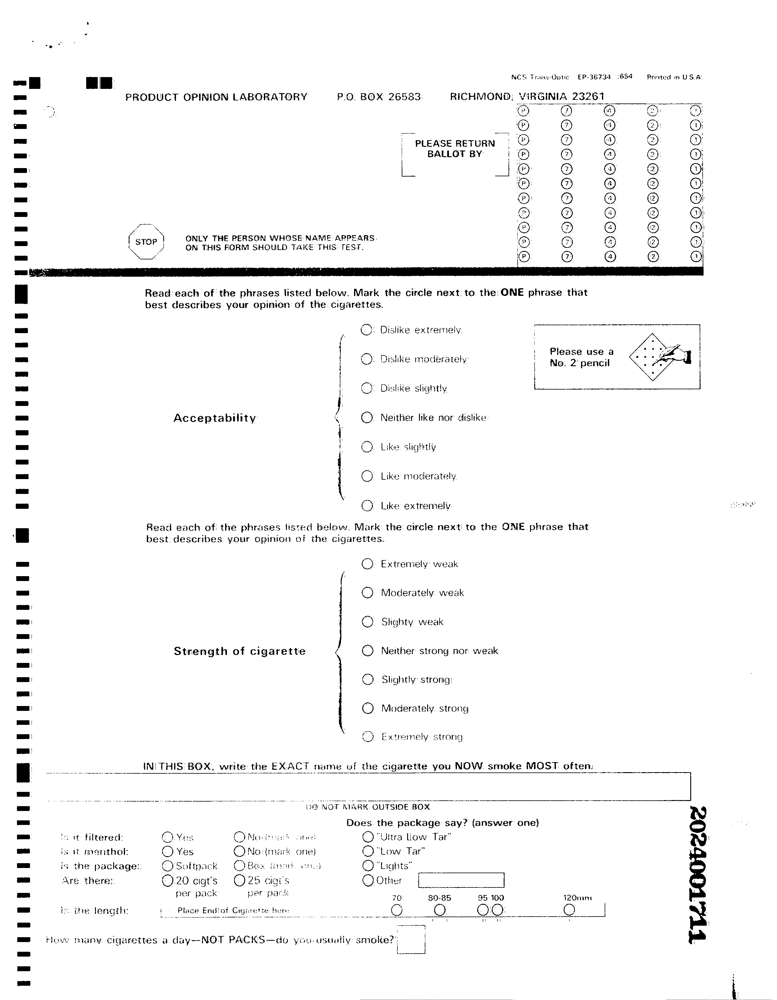 NCS Trans-Optic EP-36734 :654 Printed in U.S.A.
PRODUCT OPINION LABORATORY P.O. BOX 26583 RICHMOND, VIRGINIA 23261
P 7 4 2 1
P 7 4 2 1
P 7 4 2 1
P 7 4 2 1
P 7 4 2 1
P 7 4 2 1
P 7 4 2 1
P 7 4 2 1
P 7 4 2 1
P 7 4 2 1
P 7 4 2 1
PLEASE RETURN
BALLOT BY
STOP
ONLY THE PERSON WHOSE NAME APPEARS
ON THIS FORM SHOULD TAKE THIS TEST.
Read each of the phrases listed below. Mark the circle next to the ONE phrase that
best describes your opinion of the cigarettes.
Please use a
No. 2 pencil
Acceptability
Dislike extremely
Dislike moderately
Dislike slightly
Neither like nor dislike
Like slightly
Like moderately
Like extremely
Read each of the phrases listed below. Mark the circle next to the ONE phrase that
best describes your opinion of the cigarettes.
Strength of cigarette
Extremely weak
Moderately weak
Slighty weak
Neither strong nor weak
Slightly strong
Moderately strong
Extremely strong
IN THIS BOX, write the EXACT name of the cigarette you NOW smoke MOST often.
DO NOT MARK OUTSIDE BOX
Does the package say? (answer one)
Is it filtered: Yes No (mark one) "Ultra Low Tar"
Is it menthol: Yes No (mark one) "Low Tar"
Is the package: Softpack Box (mark one) "Lights"
Are there: 20 cigt's 25 cigt's Other
per pack per pack
70 80-85 95 100 120mm
Is the length: Place End of Cigarette here
How many cigarettes a day—NOT PACKS—do you usually smoke?
2024001711